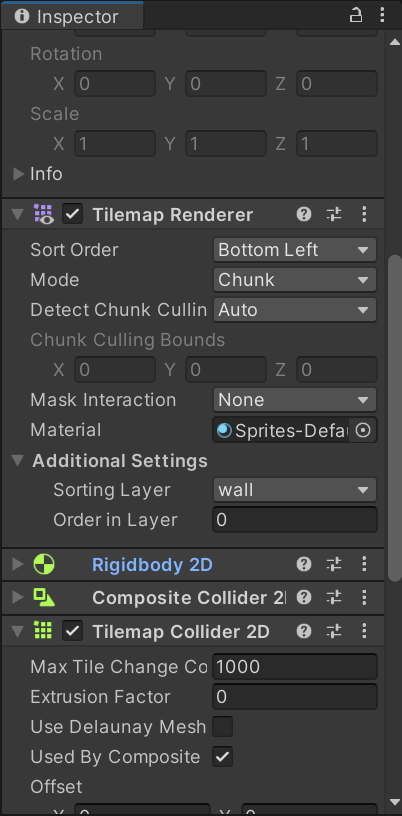 Inspector
Rotation
X 0 Y 0 Z 0
Scale
X 1 Y 1 Z 1
Info
Tilemap Renderer
Sort Order Bottom Left
Mode Chunk
Detect Chunk Cullin Auto
Chunk Culling Bounds
X 0 Y 0 Z 0
Mask Interaction None
Material Sprites-Defau
Additional Settings
Sorting Layer wall
Order in Layer 0
Rigidbody 2D
Composite Collider 2
Tilemap Collider 2D
Max Tile Change Co 1000
Extrusion Factor 0
Use Delaunay Mesh
Used By Composite
Offset
X 0 Y 0